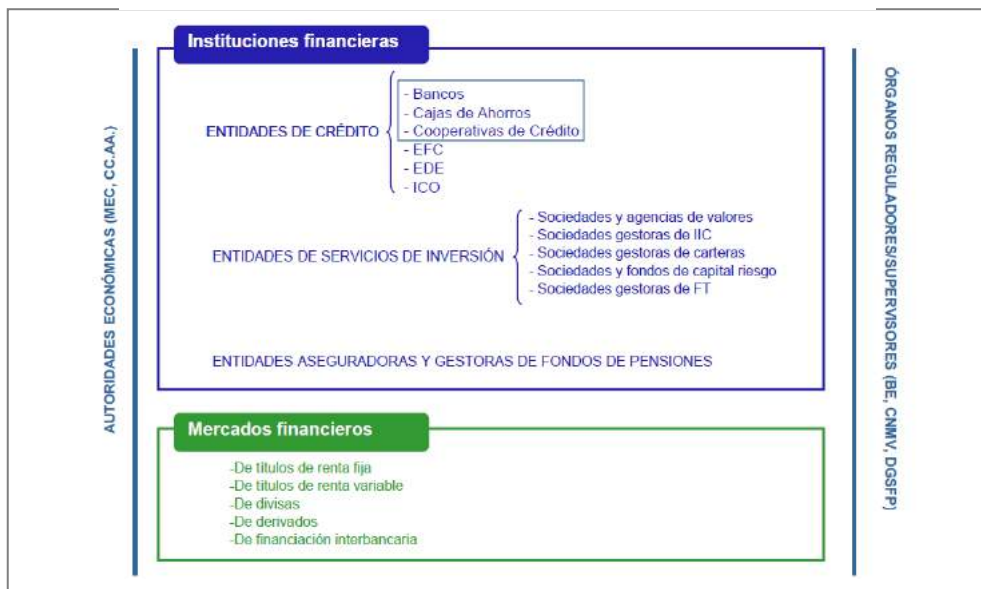 Instituciones financieras
ENTIDADES DE CRÉDITO
- Bancos
- Cajas de Ahorros
- Cooperativas de Crédito
- EFC
- EDE
- ICO
ENTIDADES DE SERVICIOS DE INVERSIÓN
- Sociedades y agencias de valores
- Sociedades gestoras de IIC
- Sociedades gestoras de carteras
- Sociedades y fondos de capital riesgo
- Sociedades gestoras de FT
ENTIDADES ASEGURADORAS Y GESTORAS DE FONDOS DE PENSIONES
Mercados financieros
-De títulos de renta fija
-De títulos de renta variable
-De divisas
-De derivados
-De financiación interbancaria
AUTORIDADES ECONÓMICAS (MEC, CC.AA.)
ÓRGANOS REGULADORES/SUPERVISORES (BE, CNMV, DGSFP)